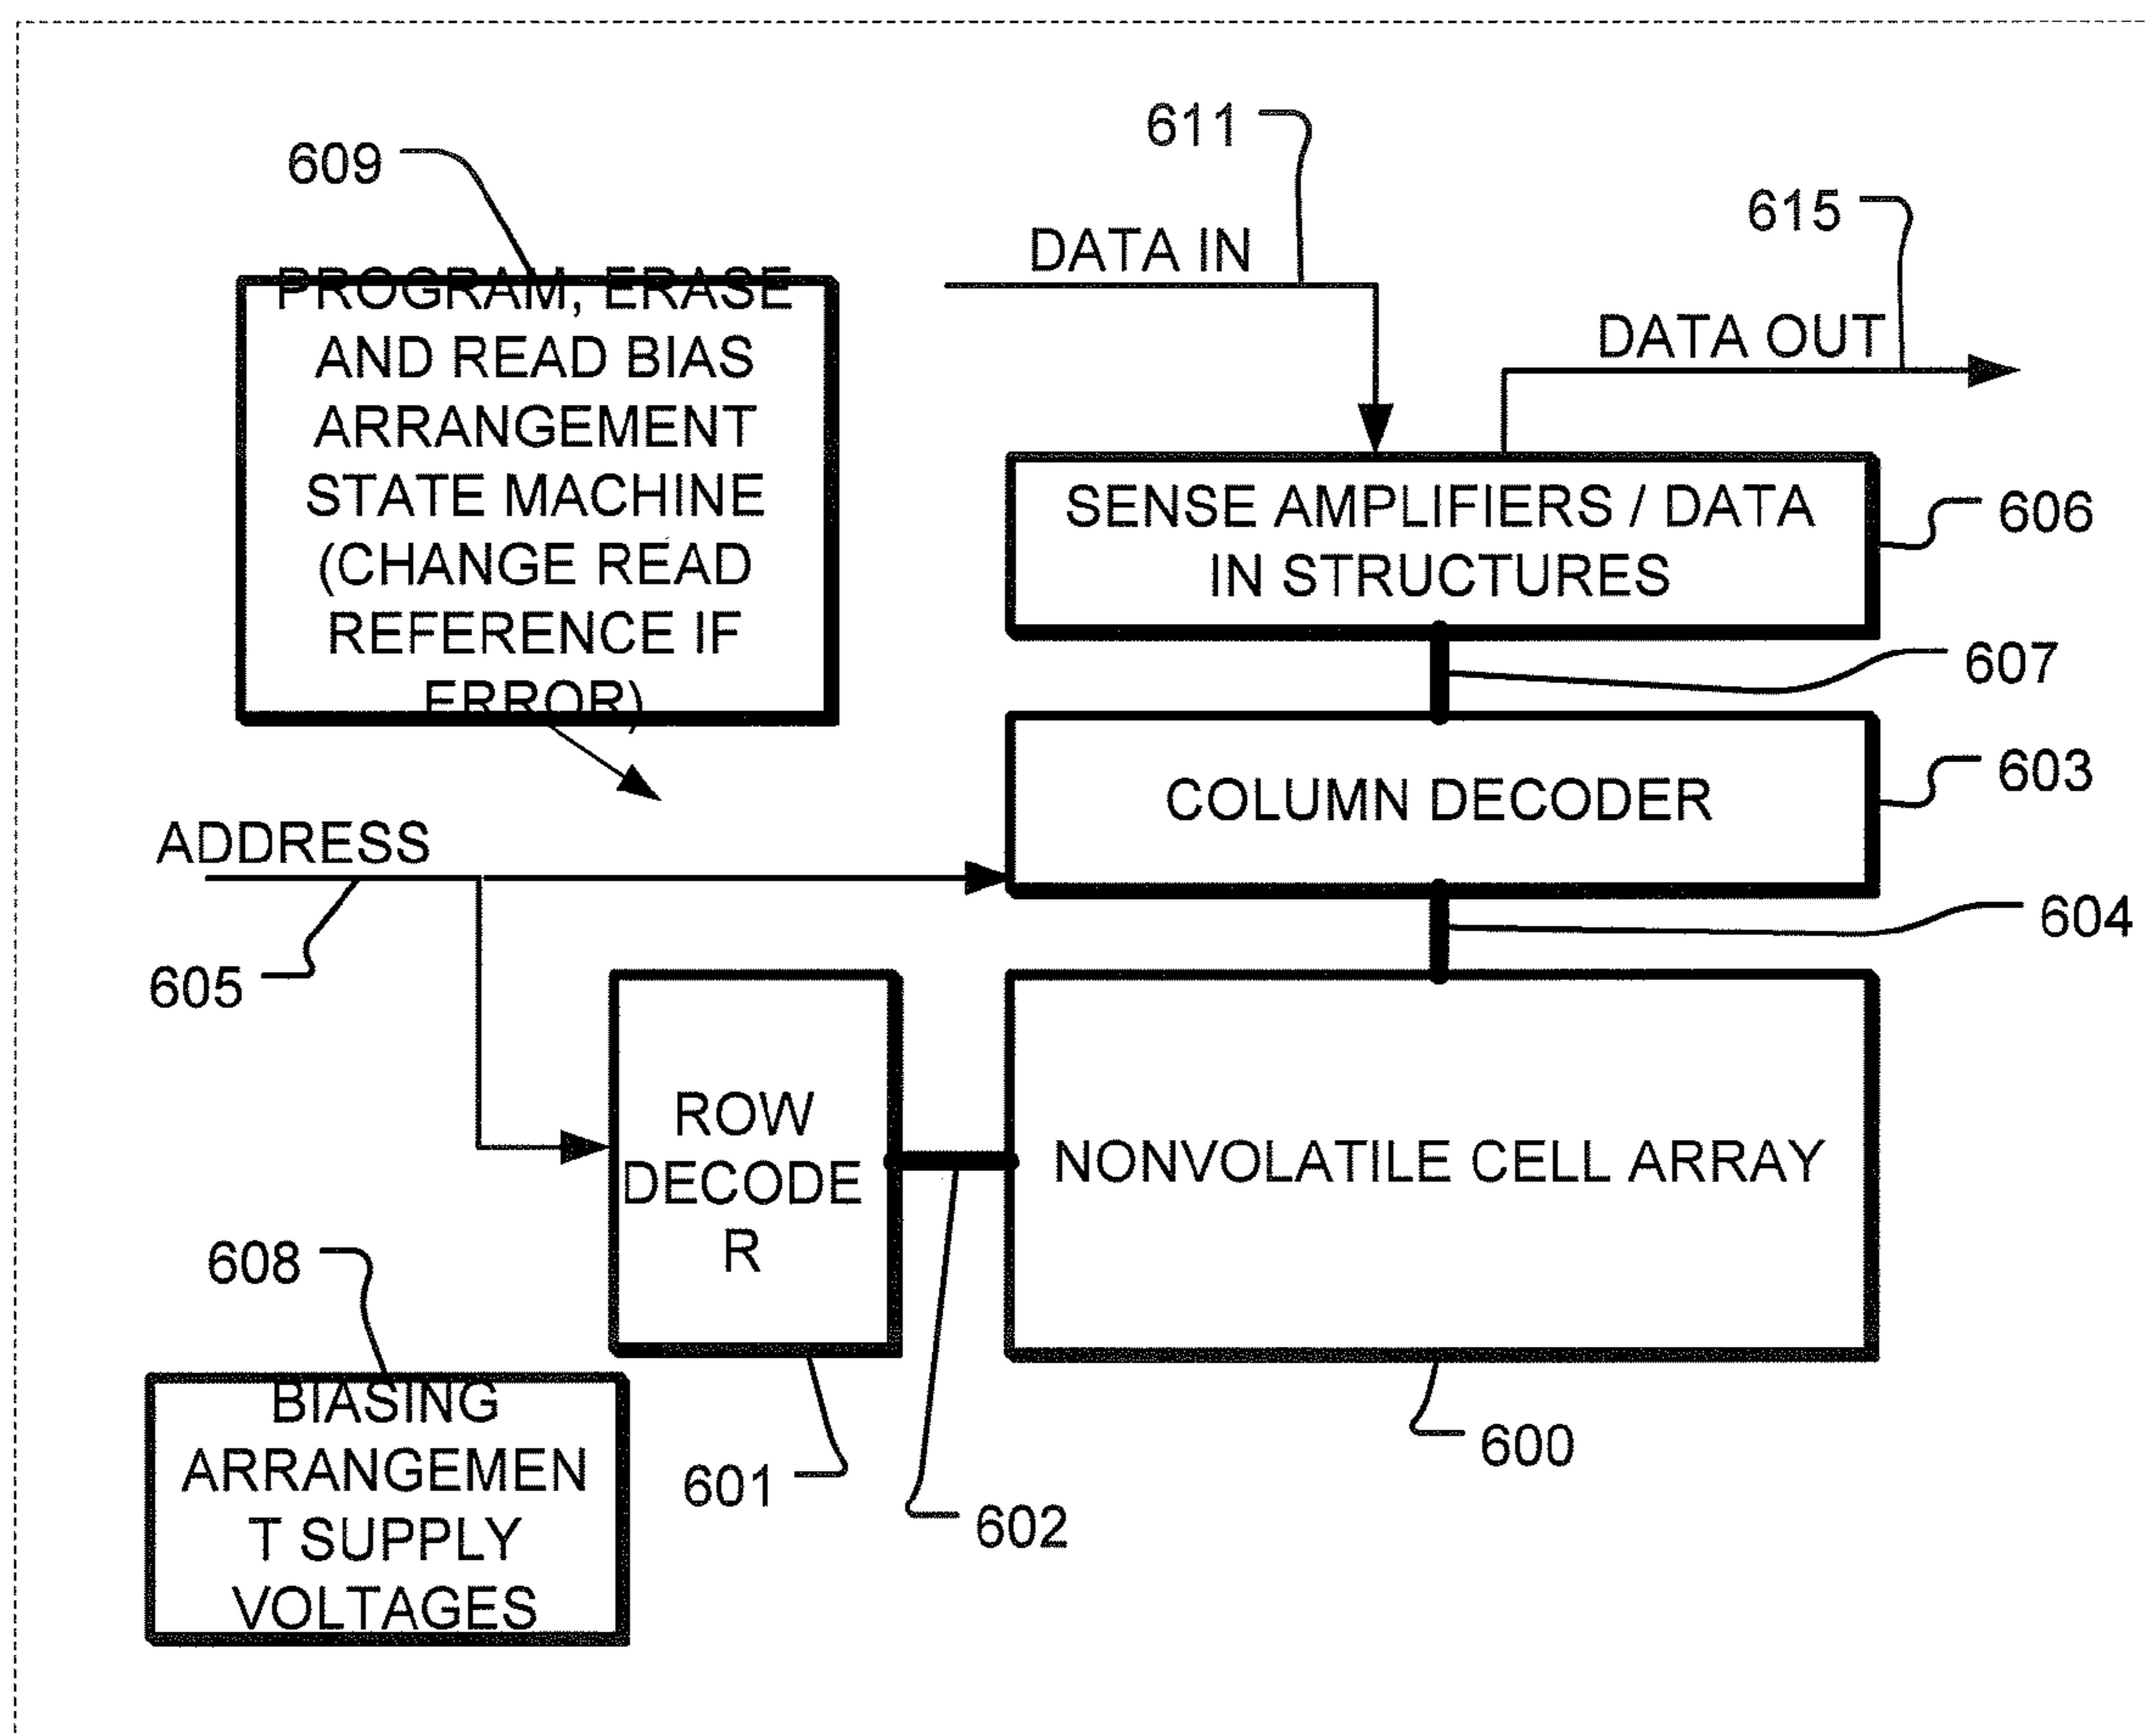 611
609
615
DATA IN
PROGRAM, ERASE
AND READ BIAS
ARRANGEMENT
STATE MACHINE
(CHANGE READ
REFERENCE IF
ERROR)
DATA OUT
SENSE AMPLIFIERS / DATA
IN STRUCTURES
606
607
COLUMN DECODER
603
ADDRESS
604
605
ROW
DECODE
R
NONVOLATILE CELL ARRAY
608
BIASING
ARRANGEMEN
T SUPPLY
VOLTAGES
601
602
600